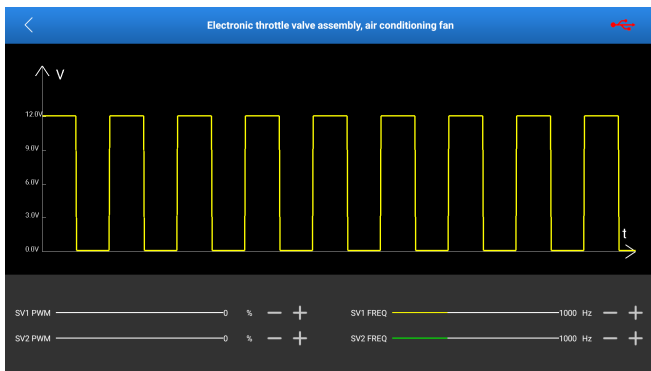 Electronic throttle valve assembly, air conditioning fan
V
12.0V
9.0V
6.0V
3.0V
0.0V
t
SV1 PWM 0 % SV1 FREQ 1000 Hz
SV2 PWM 0 % SV2 FREQ 1000 Hz